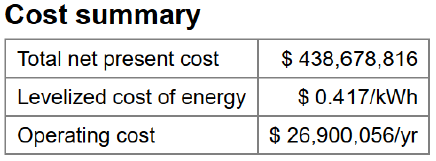 Cost summary
Total net present cost $ 438,678,816
Levelized cost of energy $ 0.417/kWh
Operating cost $ 26,900,056/yr